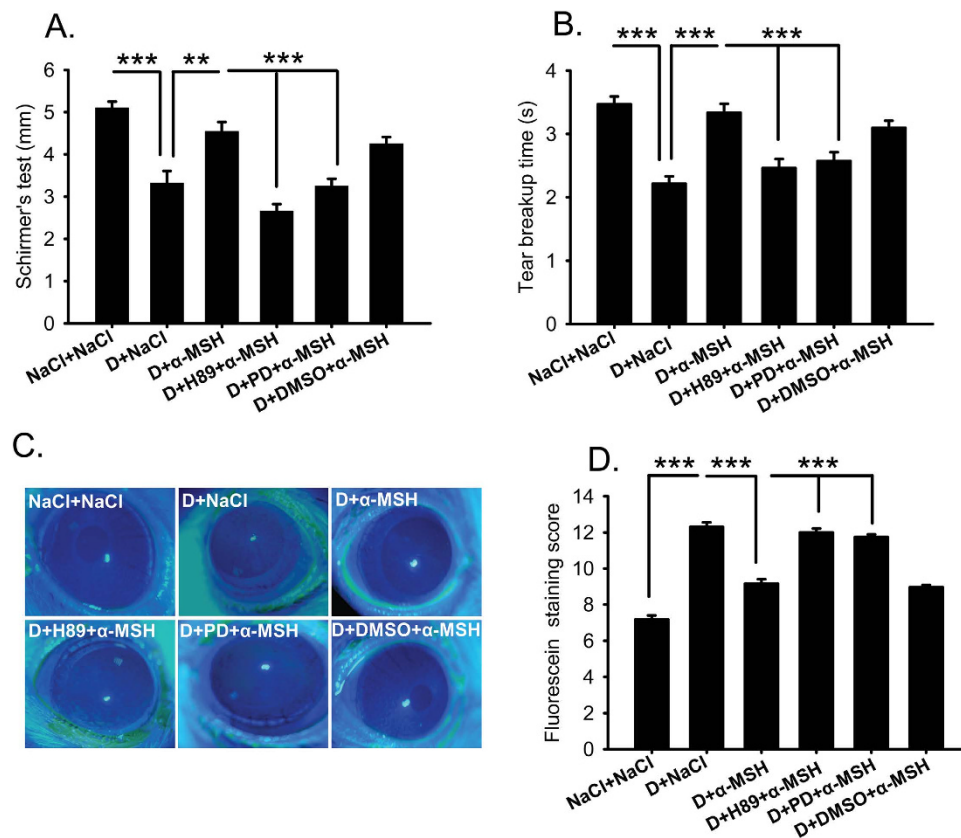 A.
*** ** ***
Schirmer's test (mm)
6
5
4
3
2
1
0
NaCl+NaCl
D+NaCl
D+α-MSH
D+H89+α-MSH
D+PD+α-MSH
D+DMSO+α-MSH
B.
*** *** ***
Tear breakup time (s)
4
3
2
1
0
NaCl+NaCl
D+NaCl
D+α-MSH
D+H89+α-MSH
D+PD+α-MSH
D+DMSO+α-MSH
C.
NaCl+NaCl D+NaCl D+α-MSH
D+H89+α-MSH D+PD+α-MSH D+DMSO+α-MSH
D.
*** *** ***
Fluorescein staining score
14
12
10
8
6
4
2
0
NaCl+NaCl
D+NaCl
D+α-MSH
D+H89+α-MSH
D+PD+α-MSH
D+DMSO+α-MSH